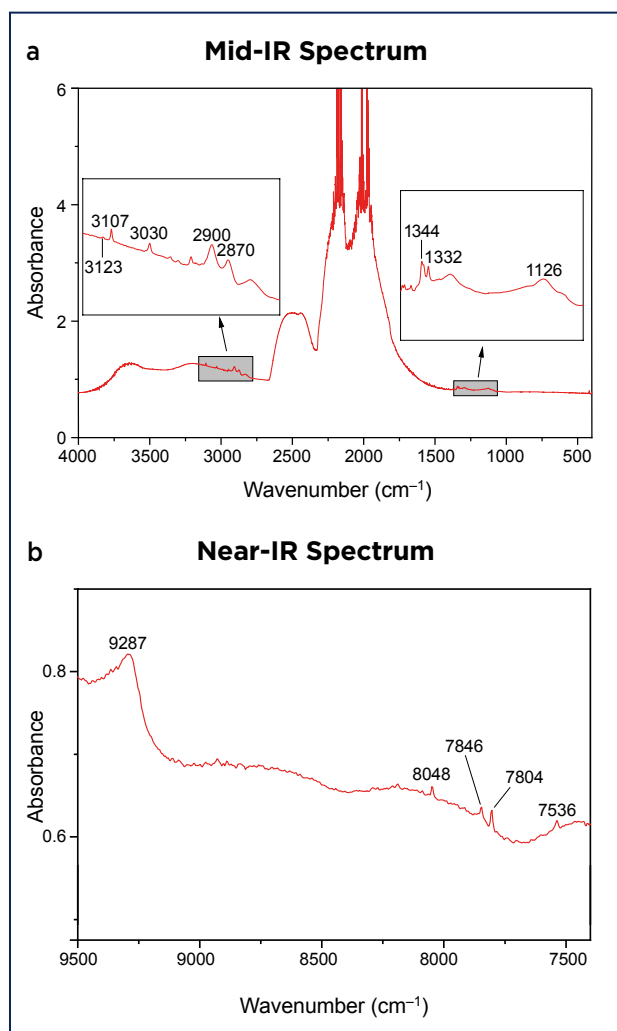 a Mid-IR Spectrum
6
4
2
0
Absorbance
3107
3030
2900
2870
3123
1344
1332
1126
4000 3500 3000 2500 2000 1500 1000 500
Wavenumber (cm⁻¹)
b Near-IR Spectrum
9287
0.8
0.6
Absorbance
8048
7846
7804
7536
9500 9000 8500 8000 7500
Wavenumber (cm⁻¹)